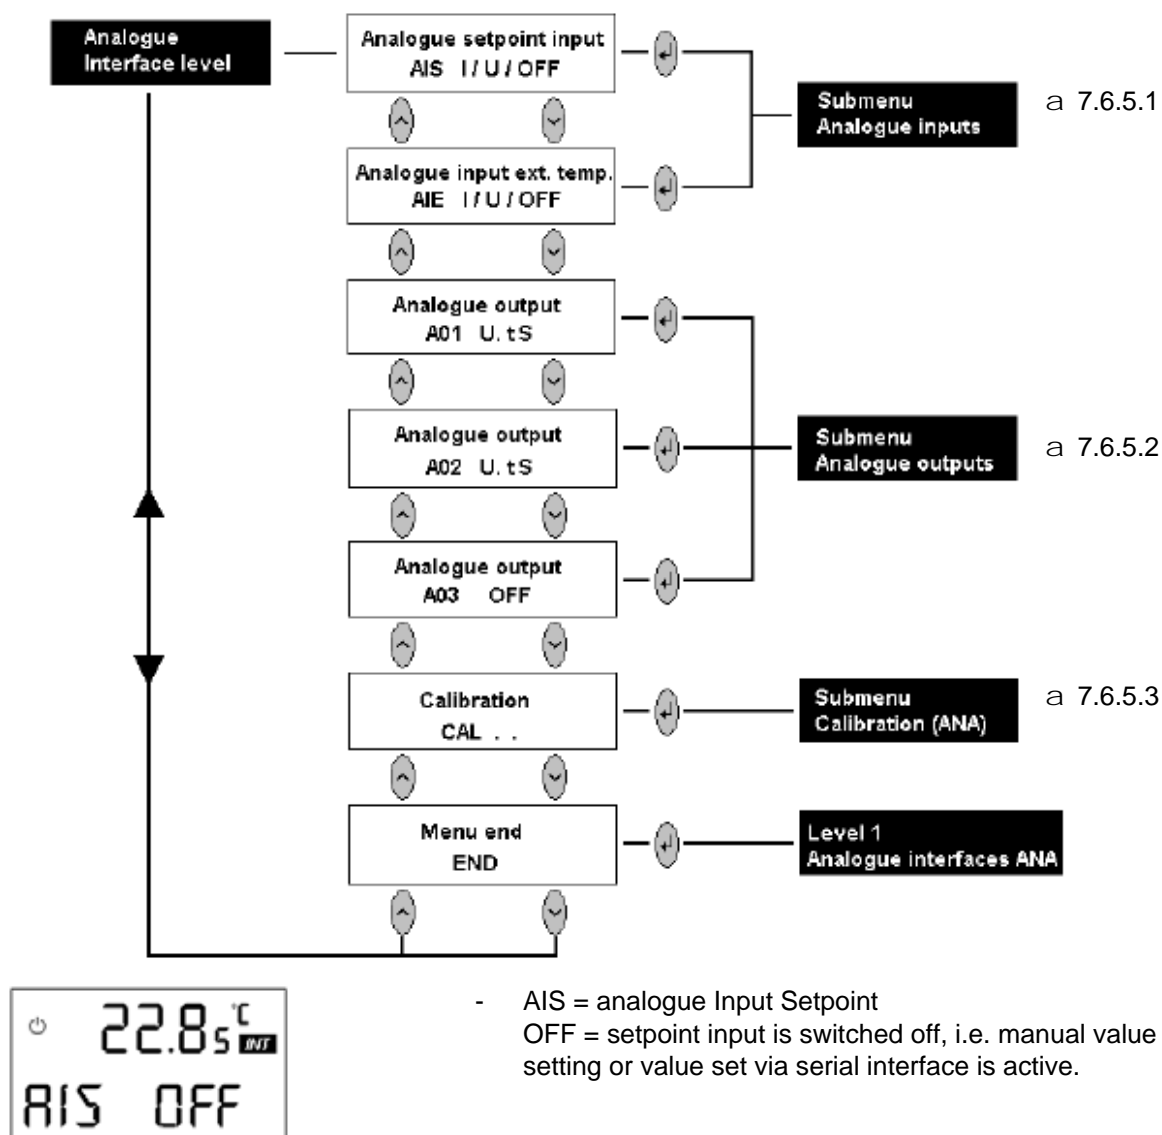 Analogue
Interface level
Analogue setpoint input
AIS I / U / OFF
Submenu
Analogue inputs
a 7.6.5.1
Analogue input ext. temp.
AIE I / U / OFF
Analogue output
A01 U. tS
Analogue output
A02 U. tS
Submenu
Analogue outputs
a 7.6.5.2
Analogue output
A03 OFF
Calibration
CAL . .
Submenu
Calibration (ANA)
a 7.6.5.3
Menu end
END
Level 1
Analogue interfaces ANA
22.8s °C
INT
AIS OFF
- AIS = analogue Input Setpoint
OFF = setpoint input is switched off, i.e. manual value
setting or value set via serial interface is active.